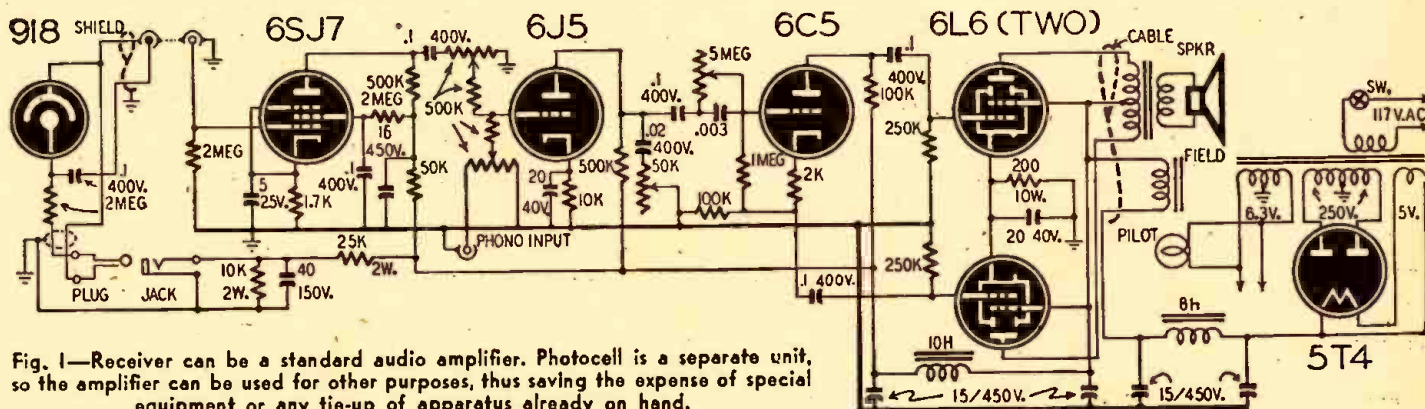 918
SHIELD
6SJ7
6J5
6C5
6L6 (TWO)
CABLE
SPKR
.1
400V.
500K
2MEG
500K
16
450V.
.1
400V.
50K
2MEG
5
25V.
1.7K
.1
400V.
2MEG
PLUG
JACK
10K
2W.
40
150V.
25K
2W.
PHONO INPUT
20
40V.
10K
500K
.02
400V.
50K
.1
400V.
5 MEG
.003
1MEG
100K
2K
.1
400V.
100K
250K
250K
.1 400V.
200
10W.
20 40V.
10H
15/450V.
FIELD
SW.
117V.AC
6.3V.
250V.
5V.
PILOT
8h
15/450V.
5T4
Fig. 1—Receiver can be a standard audio amplifier. Photocell is a separate unit,
so the amplifier can be used for other purposes, thus saving the expense of special
equipment or any tie-up of apparatus already on hand.